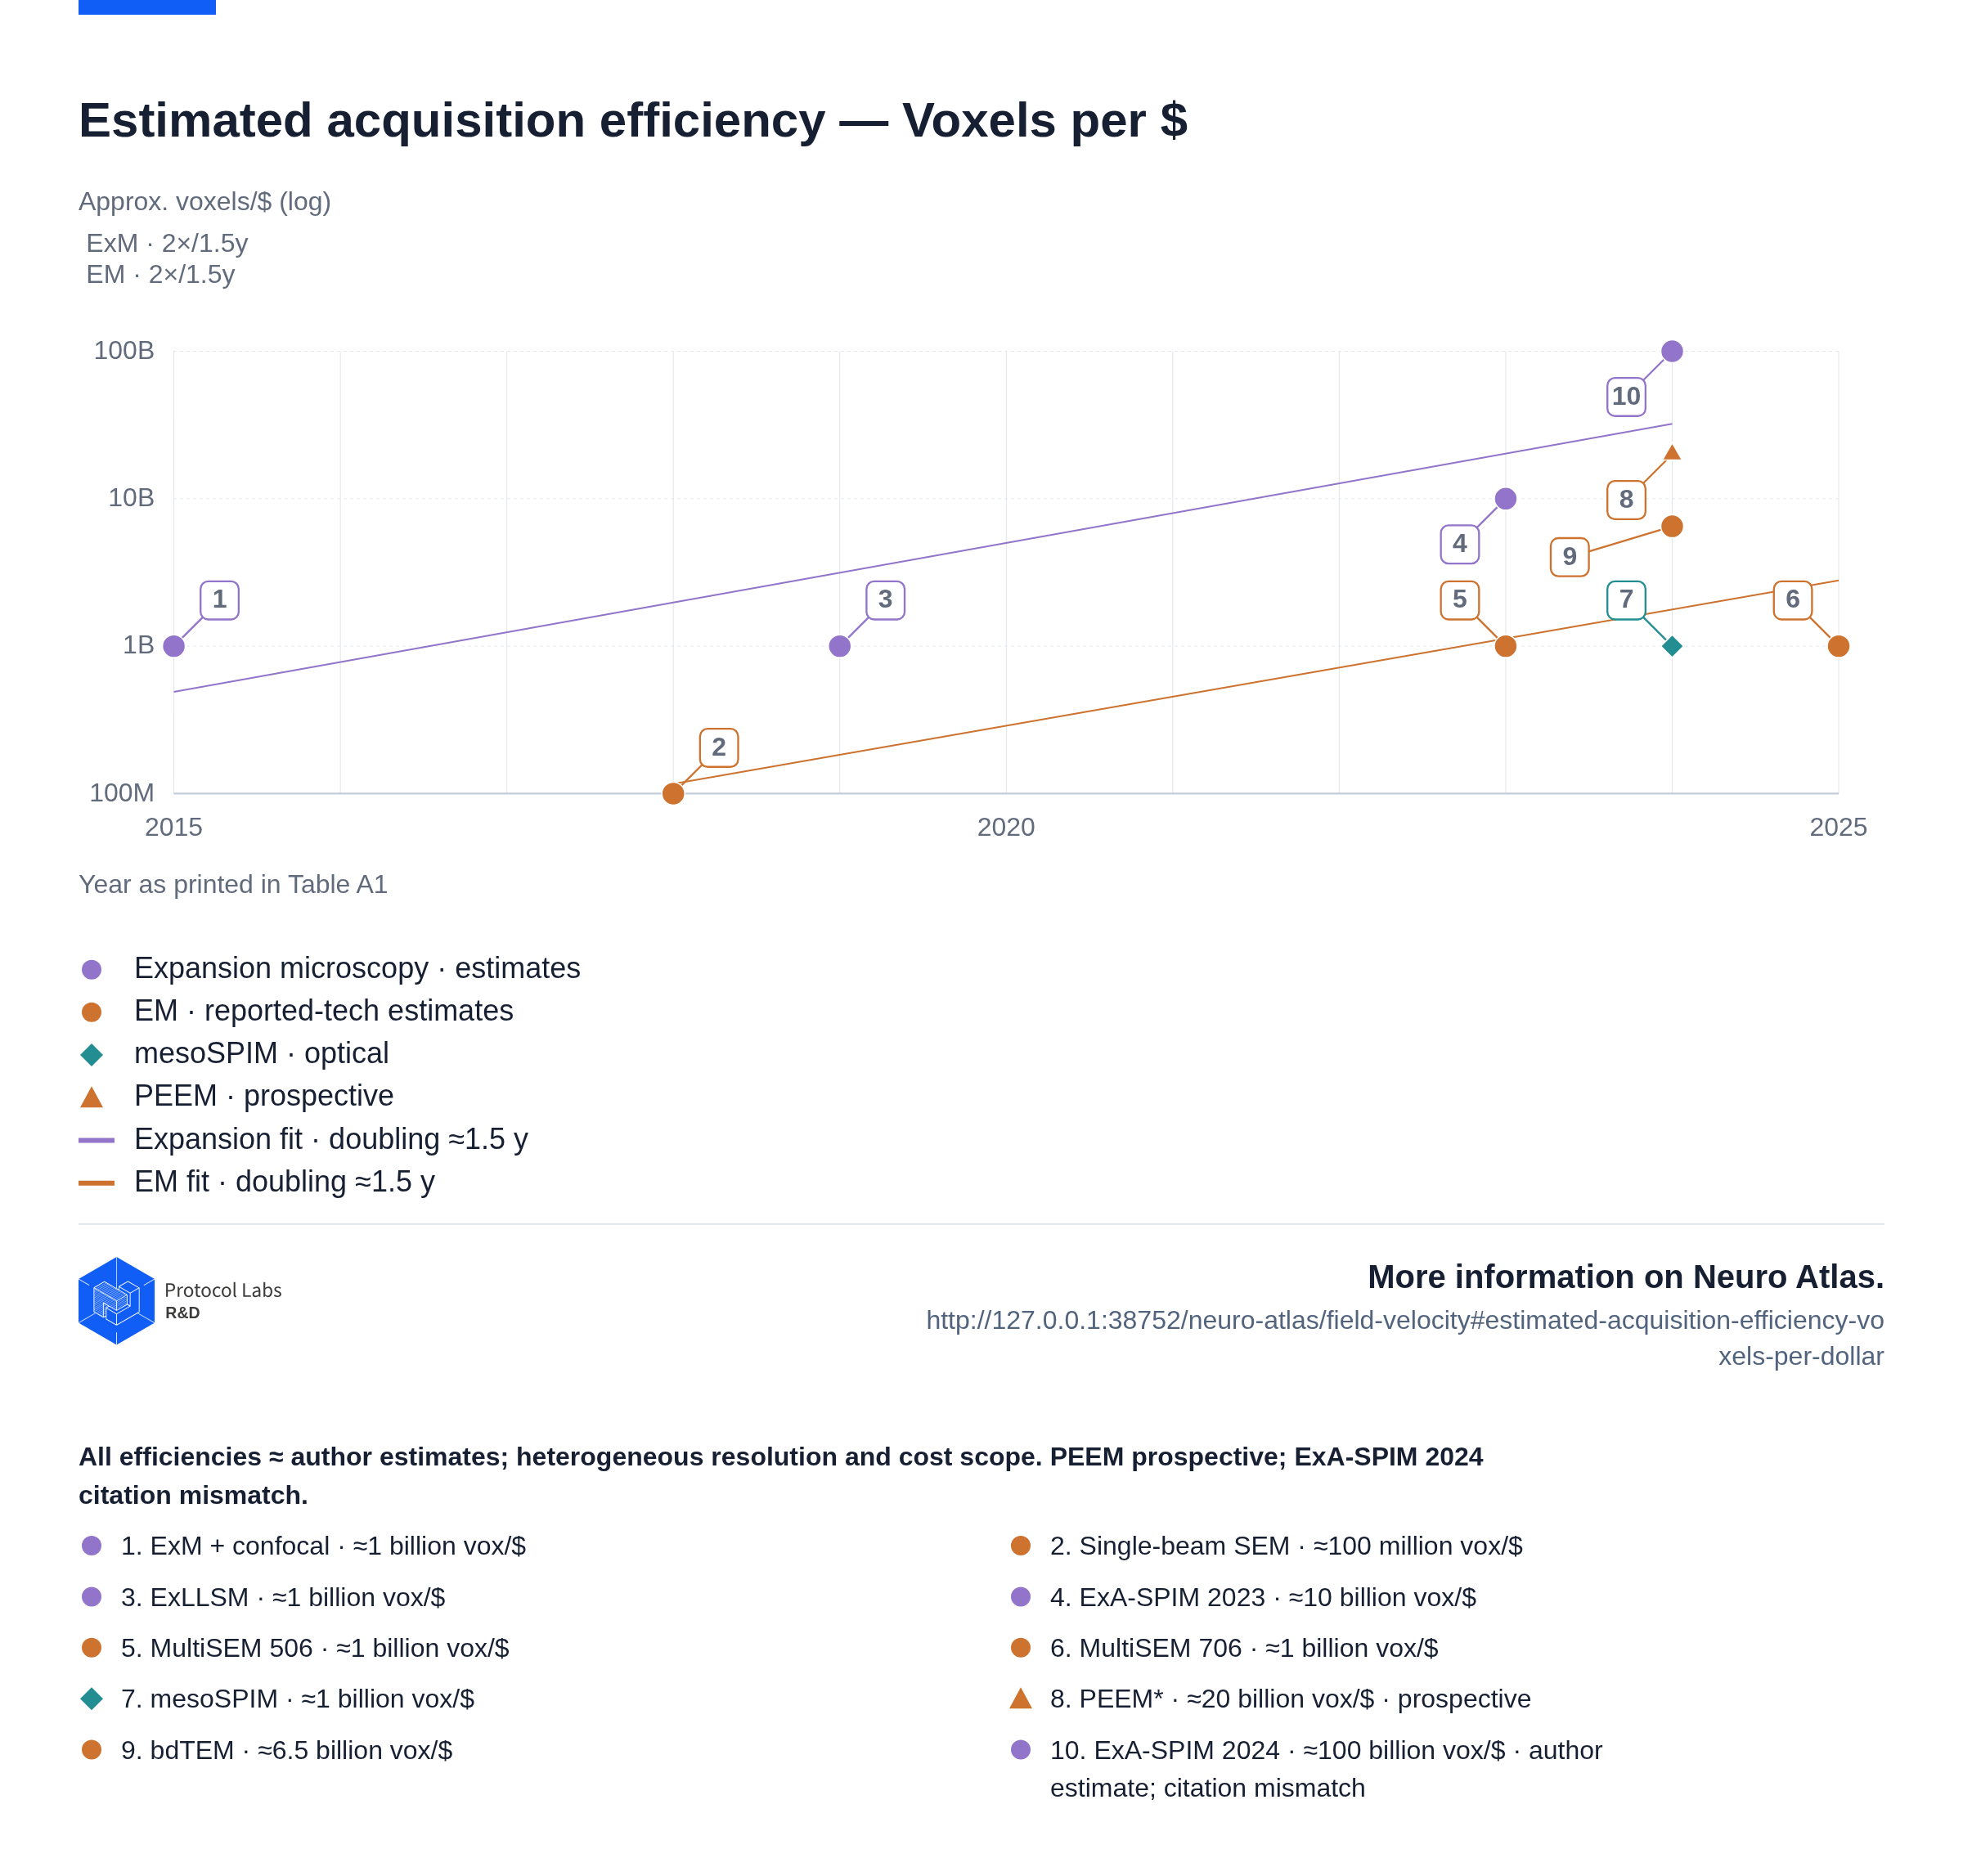 Estimated acquisition efficiency — Voxels per $
Approx. voxels/$ (log)
ExM · 2×/1.5y
EM · 2×/1.5y
100B
10B
1B
100M
1
2
3
4
5
6
7
8
9
10
2015
2020
2025
Year as printed in Table A1
Expansion microscopy · estimates
EM · reported-tech estimates
mesoSPIM · optical
PEEM · prospective
Expansion fit · doubling ≈1.5 y
EM fit · doubling ≈1.5 y
Protocol Labs
R&D
More information on Neuro Atlas.
http://127.0.0.1:38752/neuro-atlas/field-velocity#estimated-acquisition-efficiency-vo
xels-per-dollar
All efficiencies ≈ author estimates; heterogeneous resolution and cost scope. PEEM prospective; ExA-SPIM 2024
citation mismatch.
1. ExM + confocal · ≈1 billion vox/$
2. Single-beam SEM · ≈100 million vox/$
3. ExLLSM · ≈1 billion vox/$
4. ExA-SPIM 2023 · ≈10 billion vox/$
5. MultiSEM 506 · ≈1 billion vox/$
6. MultiSEM 706 · ≈1 billion vox/$
7. mesoSPIM · ≈1 billion vox/$
8. PEEM* · ≈20 billion vox/$ · prospective
9. bdTEM · ≈6.5 billion vox/$
10. ExA-SPIM 2024 · ≈100 billion vox/$ · author
estimate; citation mismatch